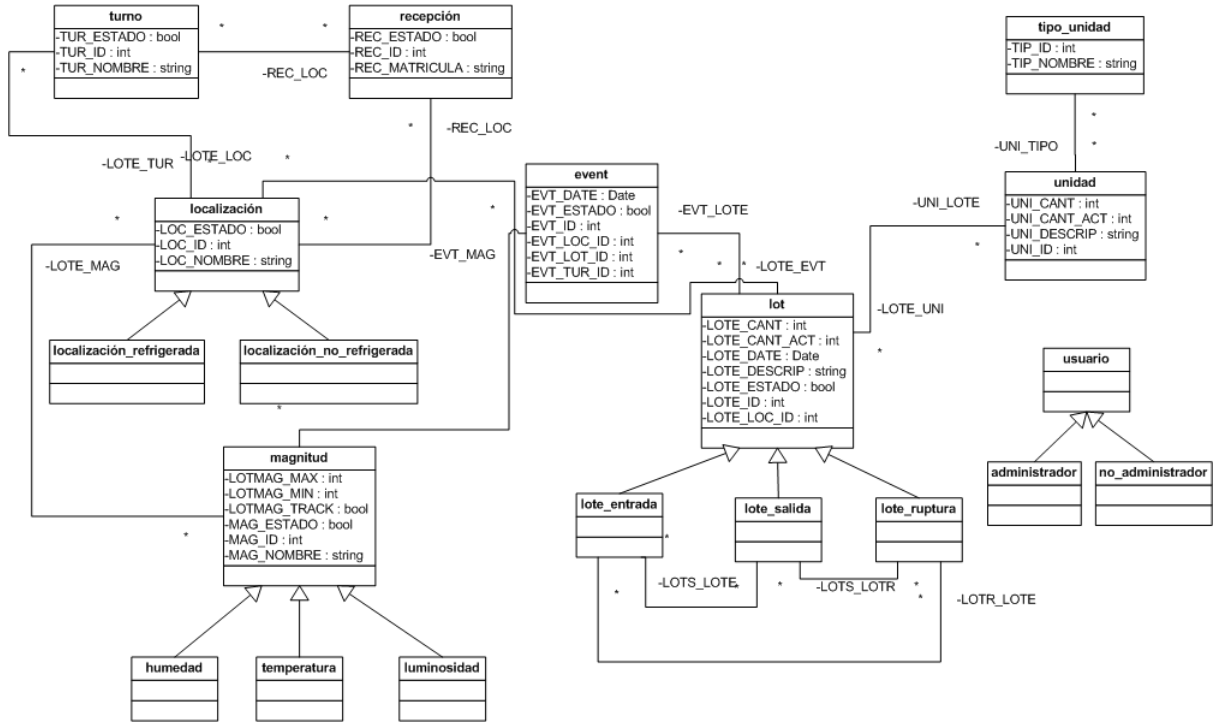 turno
-TUR_ESTADO : bool
-TUR_ID : int
-TUR_NOMBRE : string
*
*
*
-REC_LOC
recepción
-REC_ESTADO : bool
-REC_ID : int
-REC_MATRICULA : string
*
-REC_LOC
tipo_unidad
-TIP_ID : int
-TIP_NOMBRE : string
*
*
-UNI_TIPO
-LOTE_TUR
*
-LOTE_LOC
*
localización
-LOC_ESTADO : bool
-LOC_ID : int
-LOC_NOMBRE : string
*
*
-LOTE_MAG
*
-EVT_MAG
event
-EVT_DATE : Date
-EVT_ESTADO : bool
-EVT_ID : int
-EVT_LOC_ID : int
-EVT_LOT_ID : int
-EVT_TUR_ID : int
-EVT_LOTE
*
*
*
-LOTE_EVT
unidad
-UNI_CANT : int
-UNI_CANT_ACT : int
-UNI_DESCRIP : string
-UNI_ID : int
-UNI_LOTE
*
-LOTE_UNI
*
lot
-LOTE_CANT : int
-LOTE_CANT_ACT : int
-LOTE_DATE : Date
-LOTE_DESCRIP : string
-LOTE_ESTADO : bool
-LOTE_ID : int
-LOTE_LOC_ID : int
localización_refrigerada
localización_no_refrigerada
usuario
*
magnitud
-LOTMAG_MAX : int
-LOTMAG_MIN : int
-LOTMAG_TRACK : bool
-MAG_ESTADO : bool
-MAG_ID : int
-MAG_NOMBRE : string
*
administrador
no_administrador
lote_entrada
lote_salida
lote_ruptura
*
-LOTS_LOTE
*
*
-LOTS_LOTR
*
*
*
-LOTR_LOTE
humedad
temperatura
luminosidad